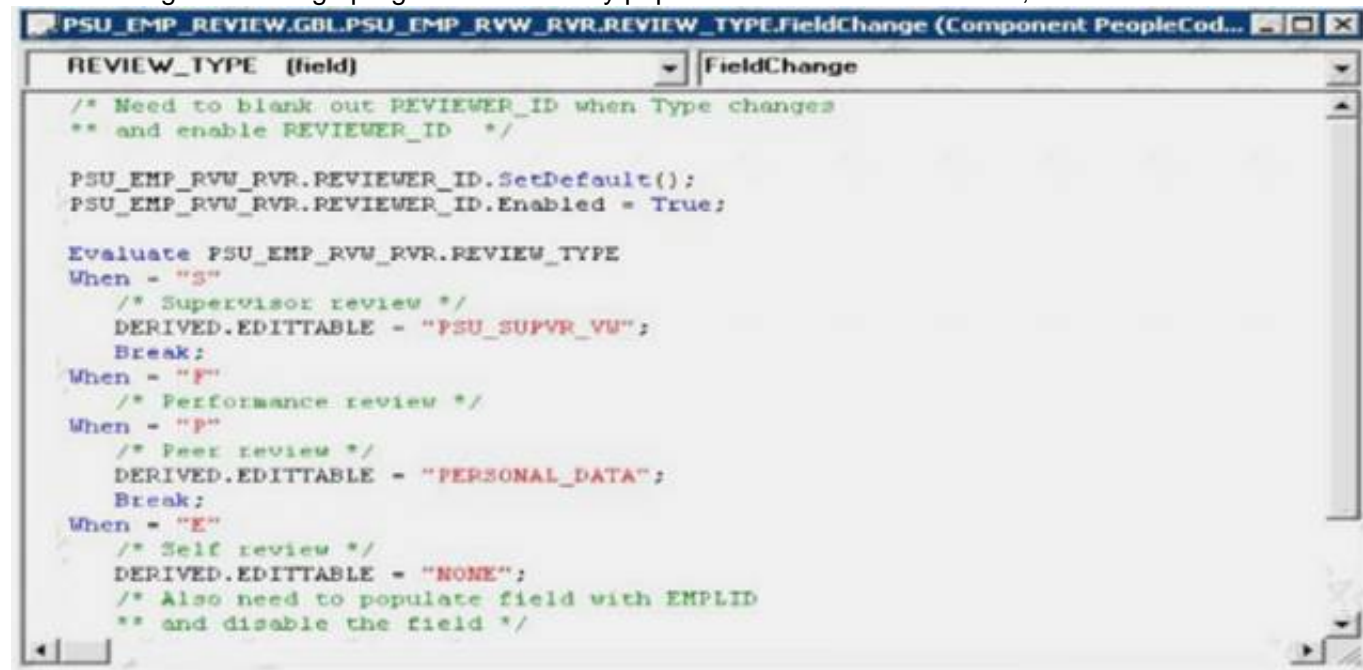 PSU_EMP_REVIEW.GBL.PSU_EMP_RVW_RVR.REVIEW_TYPE.FieldChange (Component PeopleCod...
REVIEW_TYPE (field) FieldChange
/* Need to blank out REVIEWER_ID when Type changes
** and enable REVIEWER_ID */
PSU_EMP_RVW_RVR.REVIEWER_ID.SetDefault();
PSU_EMP_RVW_RVR.REVIEWER_ID.Enabled = True;
Evaluate PSU_EMP_RVW_RVR.REVIEW_TYPE
When = "S"
/* Supervisor review */
DERIVED.EDITTABLE = "PSU_SUPVR_VW";
Break;
When = "F"
/* Performance review */
When = "P"
/* Peer review */
DERIVED.EDITTABLE = "PERSONAL_DATA";
Break;
When = "E"
/* Self review */
DERIVED.EDITTABLE = "NONE";
/* Also need to populate field with EMPLID
** and disable the field */